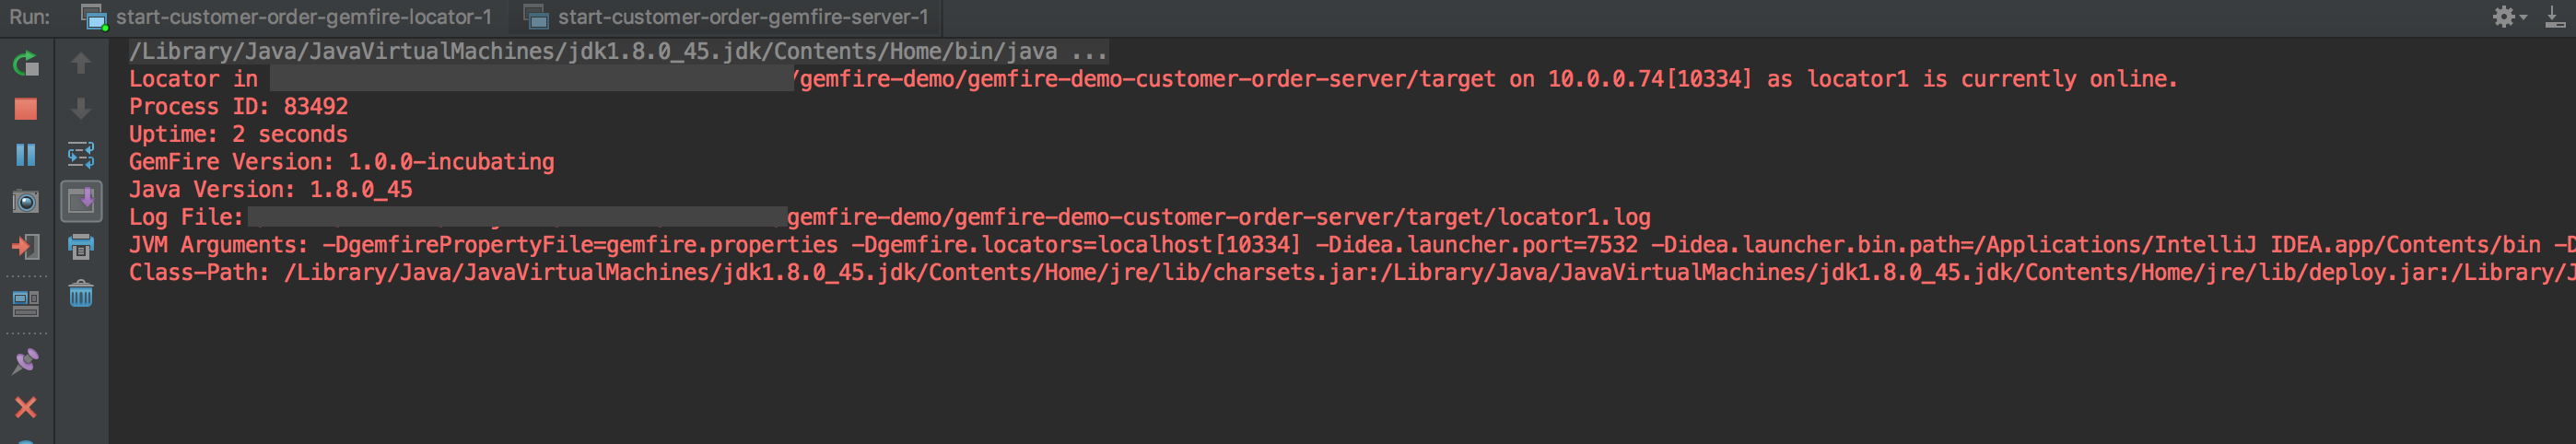 Run: start-customer-order-gemfire-locator-1 start-customer-order-gemfire-server-1
/Library/Java/JavaVirtualMachines/jdk1.8.0_45.jdk/Contents/Home/bin/java ...
Locator in /gemfire-demo/gemfire-demo-customer-order-server/target on 10.0.0.74[10334] as locator1 is currently online.
Process ID: 83492
Uptime: 2 seconds
GemFire Version: 1.0.0-incubating
Java Version: 1.8.0_45
Log File: gemfire-demo/gemfire-demo-customer-order-server/target/locator1.log
JVM Arguments: -DgemfirePropertyFile=gemfire.properties -Dgemfire.locators=localhost[10334] -Didea.launcher.port=7532 -Didea.launcher.bin.path=/Applications/IntelliJ IDEA.app/Contents/bin -D
Class-Path: /Library/Java/JavaVirtualMachines/jdk1.8.0_45.jdk/Contents/Home/jre/lib/charsets.jar:/Library/Java/JavaVirtualMachines/jdk1.8.0_45.jdk/Contents/Home/jre/lib/deploy.jar:/Library/J